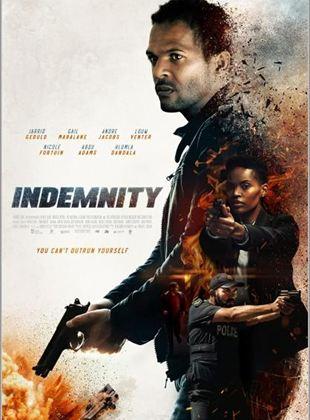 JARRID GEDULD
GAIL MABALANE
ANDRE JACOBS
LOUW VENTER
NICOLE FORTUIN
ABDU ADAMS
HLOMLA DANDALA
INDEMNITY
YOU CAN'T OUTRUN YOURSELF
POLICE